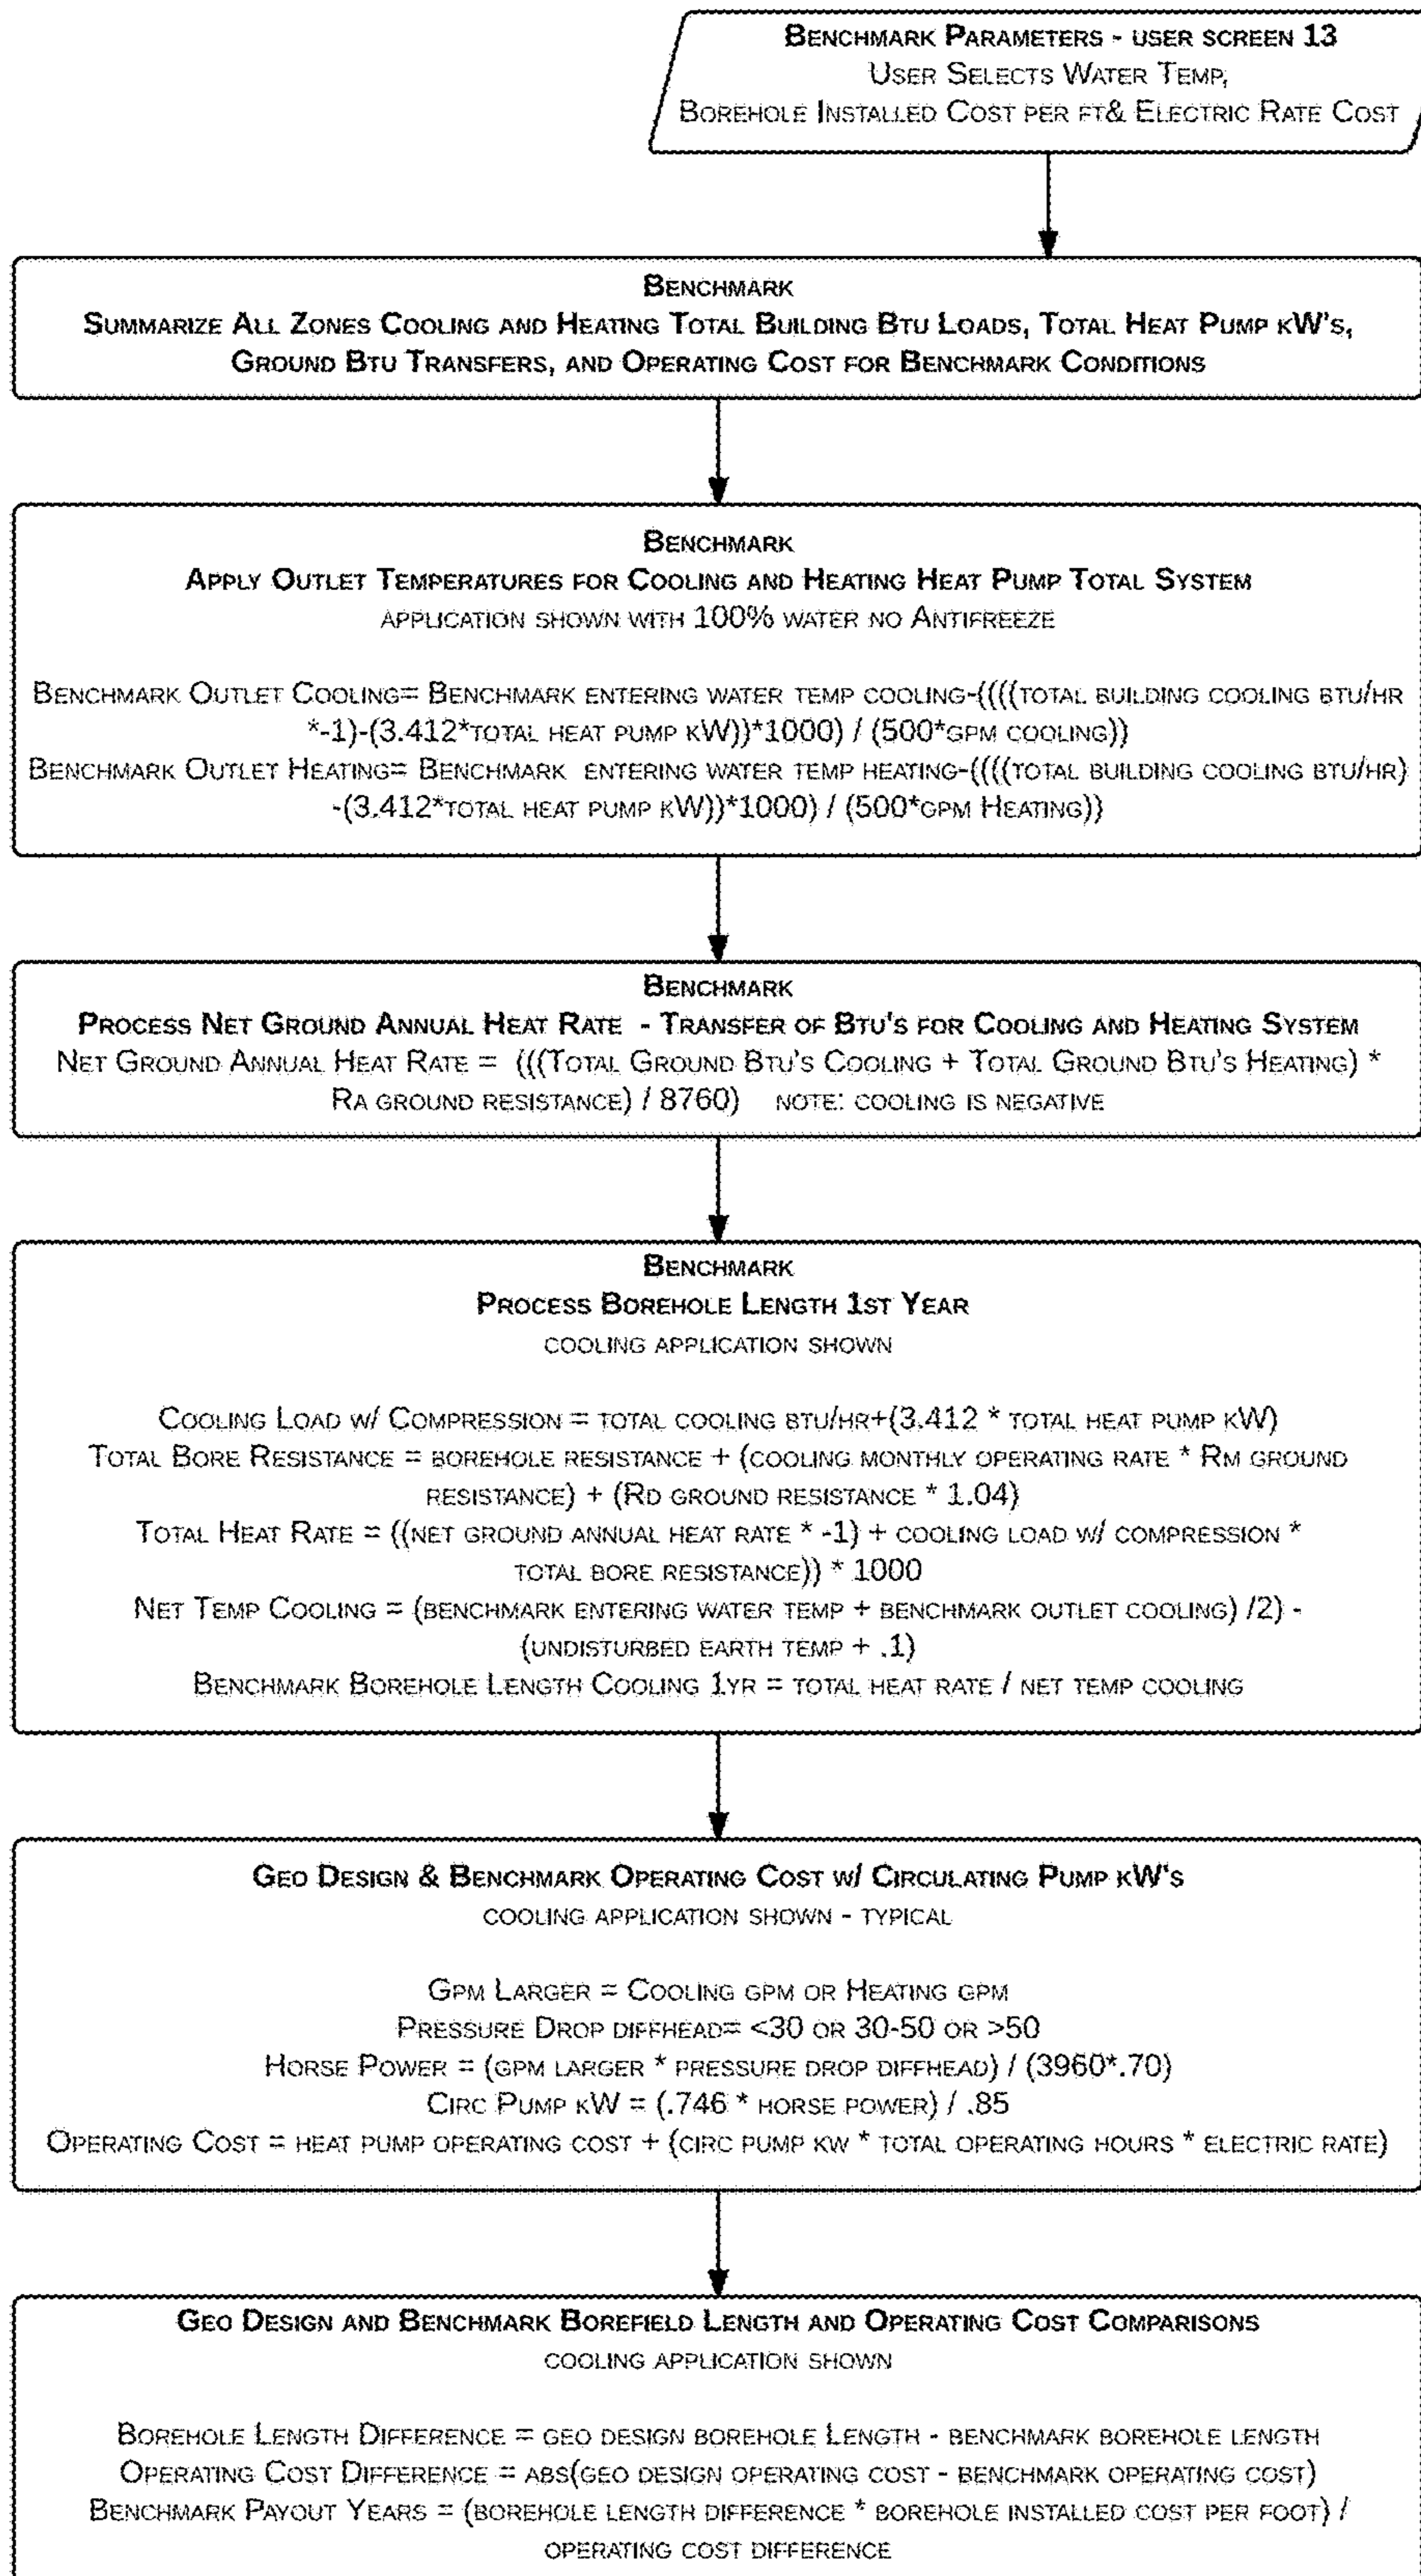 Benchmark Parameters - user screen 13
User Selects Water Temp,
Borehole Installed Cost per ft& Electric Rate Cost
Benchmark
Summarize All Zones Cooling and Heating Total Building Btu Loads, Total Heat Pump kW's,
Ground Btu Transfers, and Operating Cost for Benchmark Conditions
Benchmark
Apply Outlet Temperatures for Cooling and Heating Heat Pump Total System
application shown with 100% water no Antifreeze
Benchmark Outlet Cooling= Benchmark entering water temp cooling-((((total building cooling btu/hr
*-1)-(3.412*total heat pump kW))*1000) / (500*gpm cooling))
Benchmark Outlet Heating= Benchmark entering water temp heating-((((total building cooling btu/hr)
-(3.412*total heat pump kW))*1000) / (500*gpm Heating))
Benchmark
Process Net Ground Annual Heat Rate - Transfer of Btu's for Cooling and Heating System
Net Ground Annual Heat Rate = (((Total Ground Btu's Cooling + Total Ground Btu's Heating) *
Ra ground resistance) / 8760) note: cooling is negative
Benchmark
Process Borehole Length 1st Year
cooling application shown
Cooling Load w/ Compression = total cooling btu/hr+(3.412 * total heat pump kW)
Total Bore Resistance = borehole resistance + (cooling monthly operating rate * Rm ground
resistance) + (Rd ground resistance * 1.04)
Total Heat Rate = ((net ground annual heat rate * -1) + cooling load w/ compression *
total bore resistance)) * 1000
Net Temp Cooling = (benchmark entering water temp + benchmark outlet cooling) /2) -
(undisturbed earth temp + .1)
Benchmark Borehole Length Cooling 1yr = total heat rate / net temp cooling
Geo Design & Benchmark Operating Cost w/ Circulating Pump kW's
cooling application shown - typical
Gpm Larger = Cooling gpm or Heating gpm
Pressure Drop diffhead= <30 or 30-50 or >50
Horse Power = (gpm larger * pressure drop diffhead) / (3960*.70)
Circ Pump kW = (.746 * horse power) / .85
Operating Cost = heat pump operating cost + (circ pump kw * total operating hours * electric rate)
Geo Design and Benchmark Borefield Length and Operating Cost Comparisons
cooling application shown
Borehole Length Difference = geo design borehole Length - benchmark borehole length
Operating Cost Difference = abs(geo design operating cost - benchmark operating cost)
Benchmark Payout Years = (borehole length difference * borehole installed cost per foot) /
operating cost difference